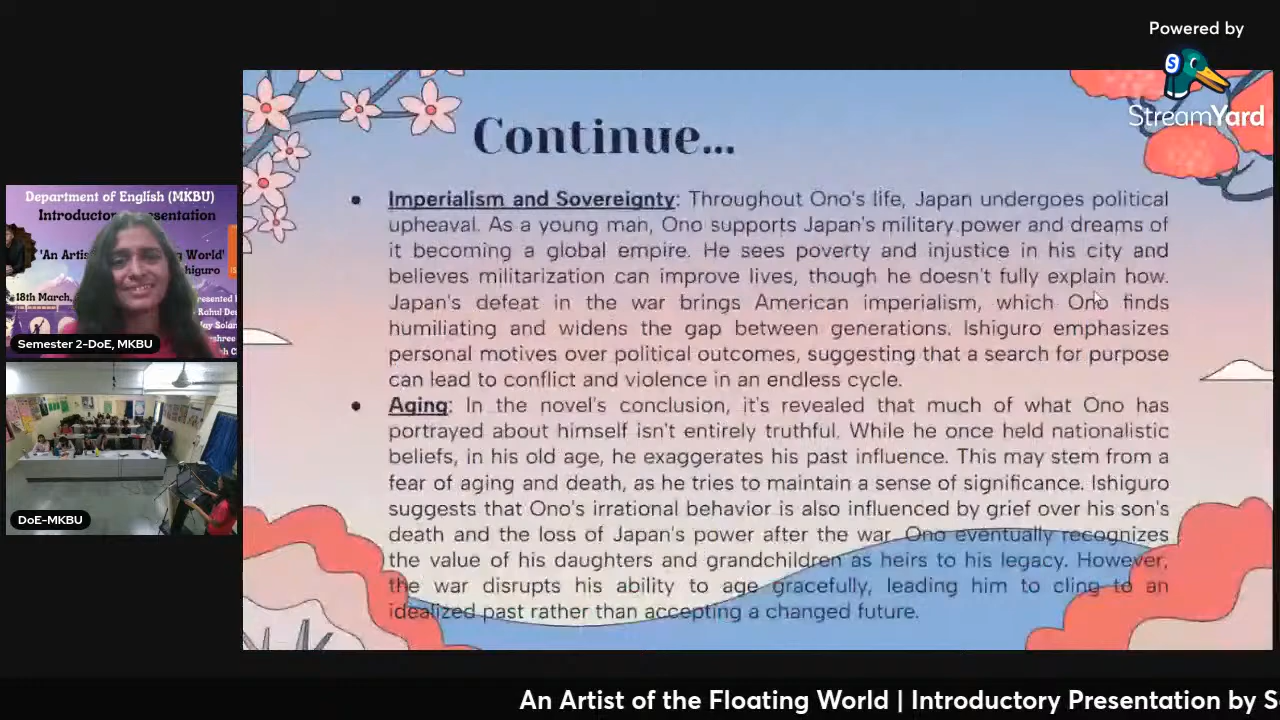 Powered by
StreamYard
Continue...
Imperialism and Sovereignty: Throughout Ono's life, Japan undergoes political
upheaval. As a young man, Ono supports Japan's military power and dreams of
it becoming a global empire. He sees poverty and injustice in his city and
believes militarization can improve lives, though he doesn't fully explain how.
Japan's defeat in the war brings American imperialism, which Ono finds
humiliating and widens the gap between generations. Ishiguro emphasizes
personal motives over political outcomes, suggesting that a search for purpose
can lead to conflict and violence in an endless cycle.
Aging: In the novel's conclusion, it's revealed that much of what Ono has
portrayed about himself isn't entirely truthful. While he once held nationalistic
beliefs, in his old age, he exaggerates his past influence. This may stem from a
fear of aging and death, as he tries to maintain a sense of significance. Ishiguro
suggests that Ono's irrational behavior is also influenced by grief over his son's
death and the loss of Japan's power after the war. Ono eventually recognizes
the value of his daughters and grandchildren as heirs to his legacy. However,
the war disrupts his ability to age gracefully, leading him to cling to an
idealized past rather than accepting a changed future.
Department of English (MKBU)
18th March,
Semester 2-DoE, MKBU
DoE-MKBU
An Artist of the Floating World | Introductory Presentation by S